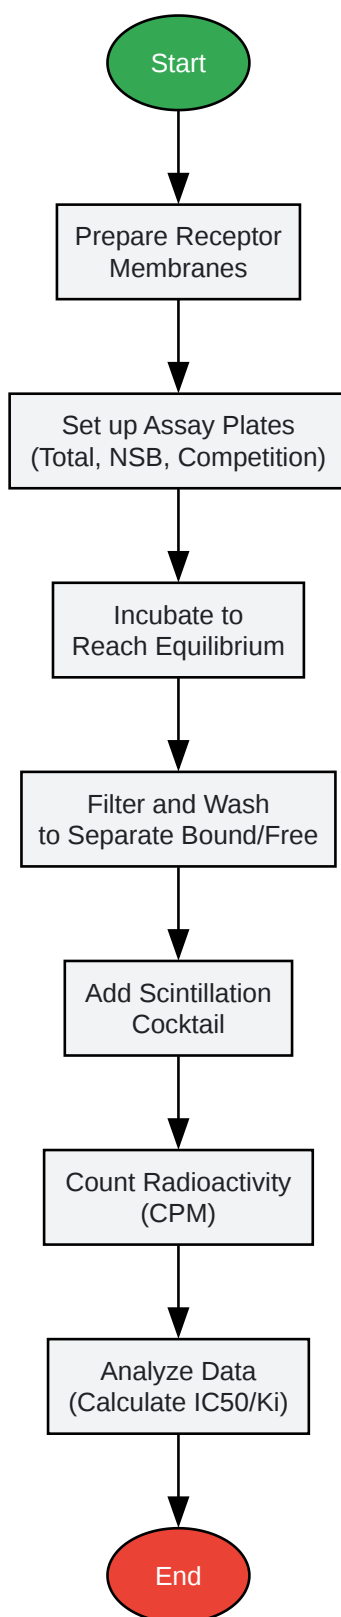 Start
Prepare Receptor
Membranes
Set up Assay Plates
(Total, NSB, Competition)
Incubate to
Reach Equilibrium
Filter and Wash
to Separate Bound/Free
Add Scintillation
Cocktail
Count Radioactivity
(CPM)
Analyze Data
(Calculate IC50/Ki)
End